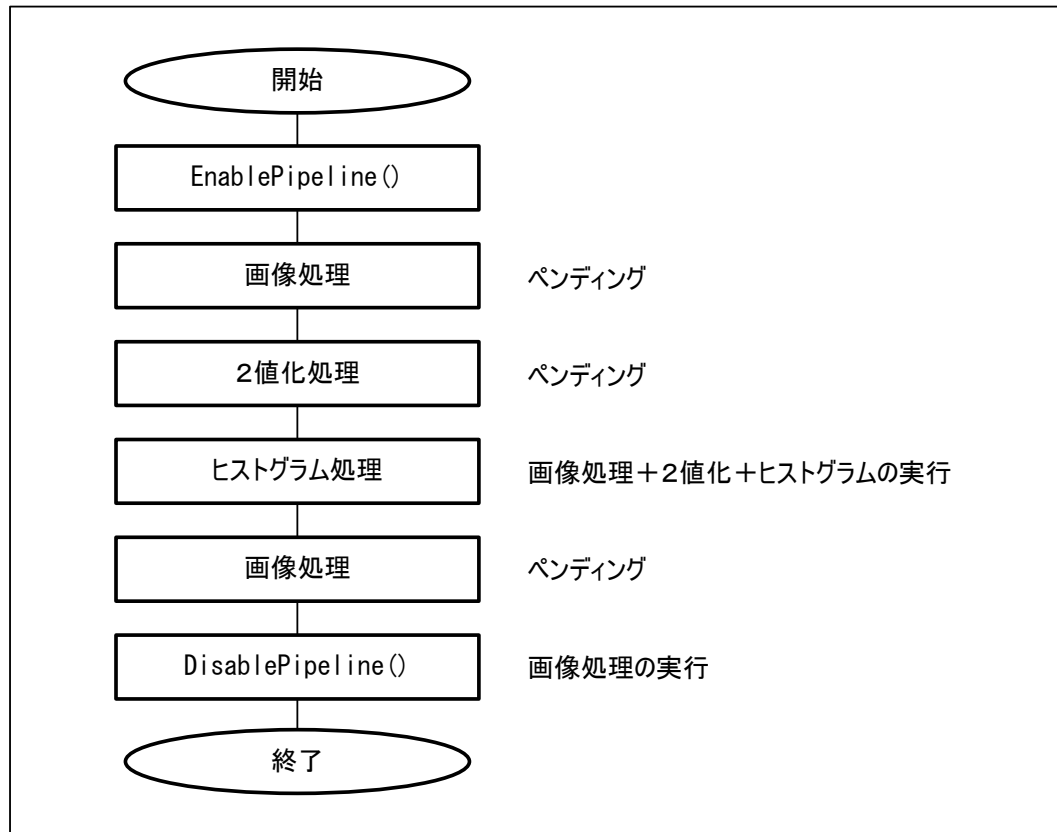 開始
EnablePipeline()
画像処理
ペンディング
2値化処理
ペンディング
ヒストグラム処理
画像処理+2値化+ヒストグラムの実行
画像処理
ペンディング
DisablePipeline()
画像処理の実行
終了